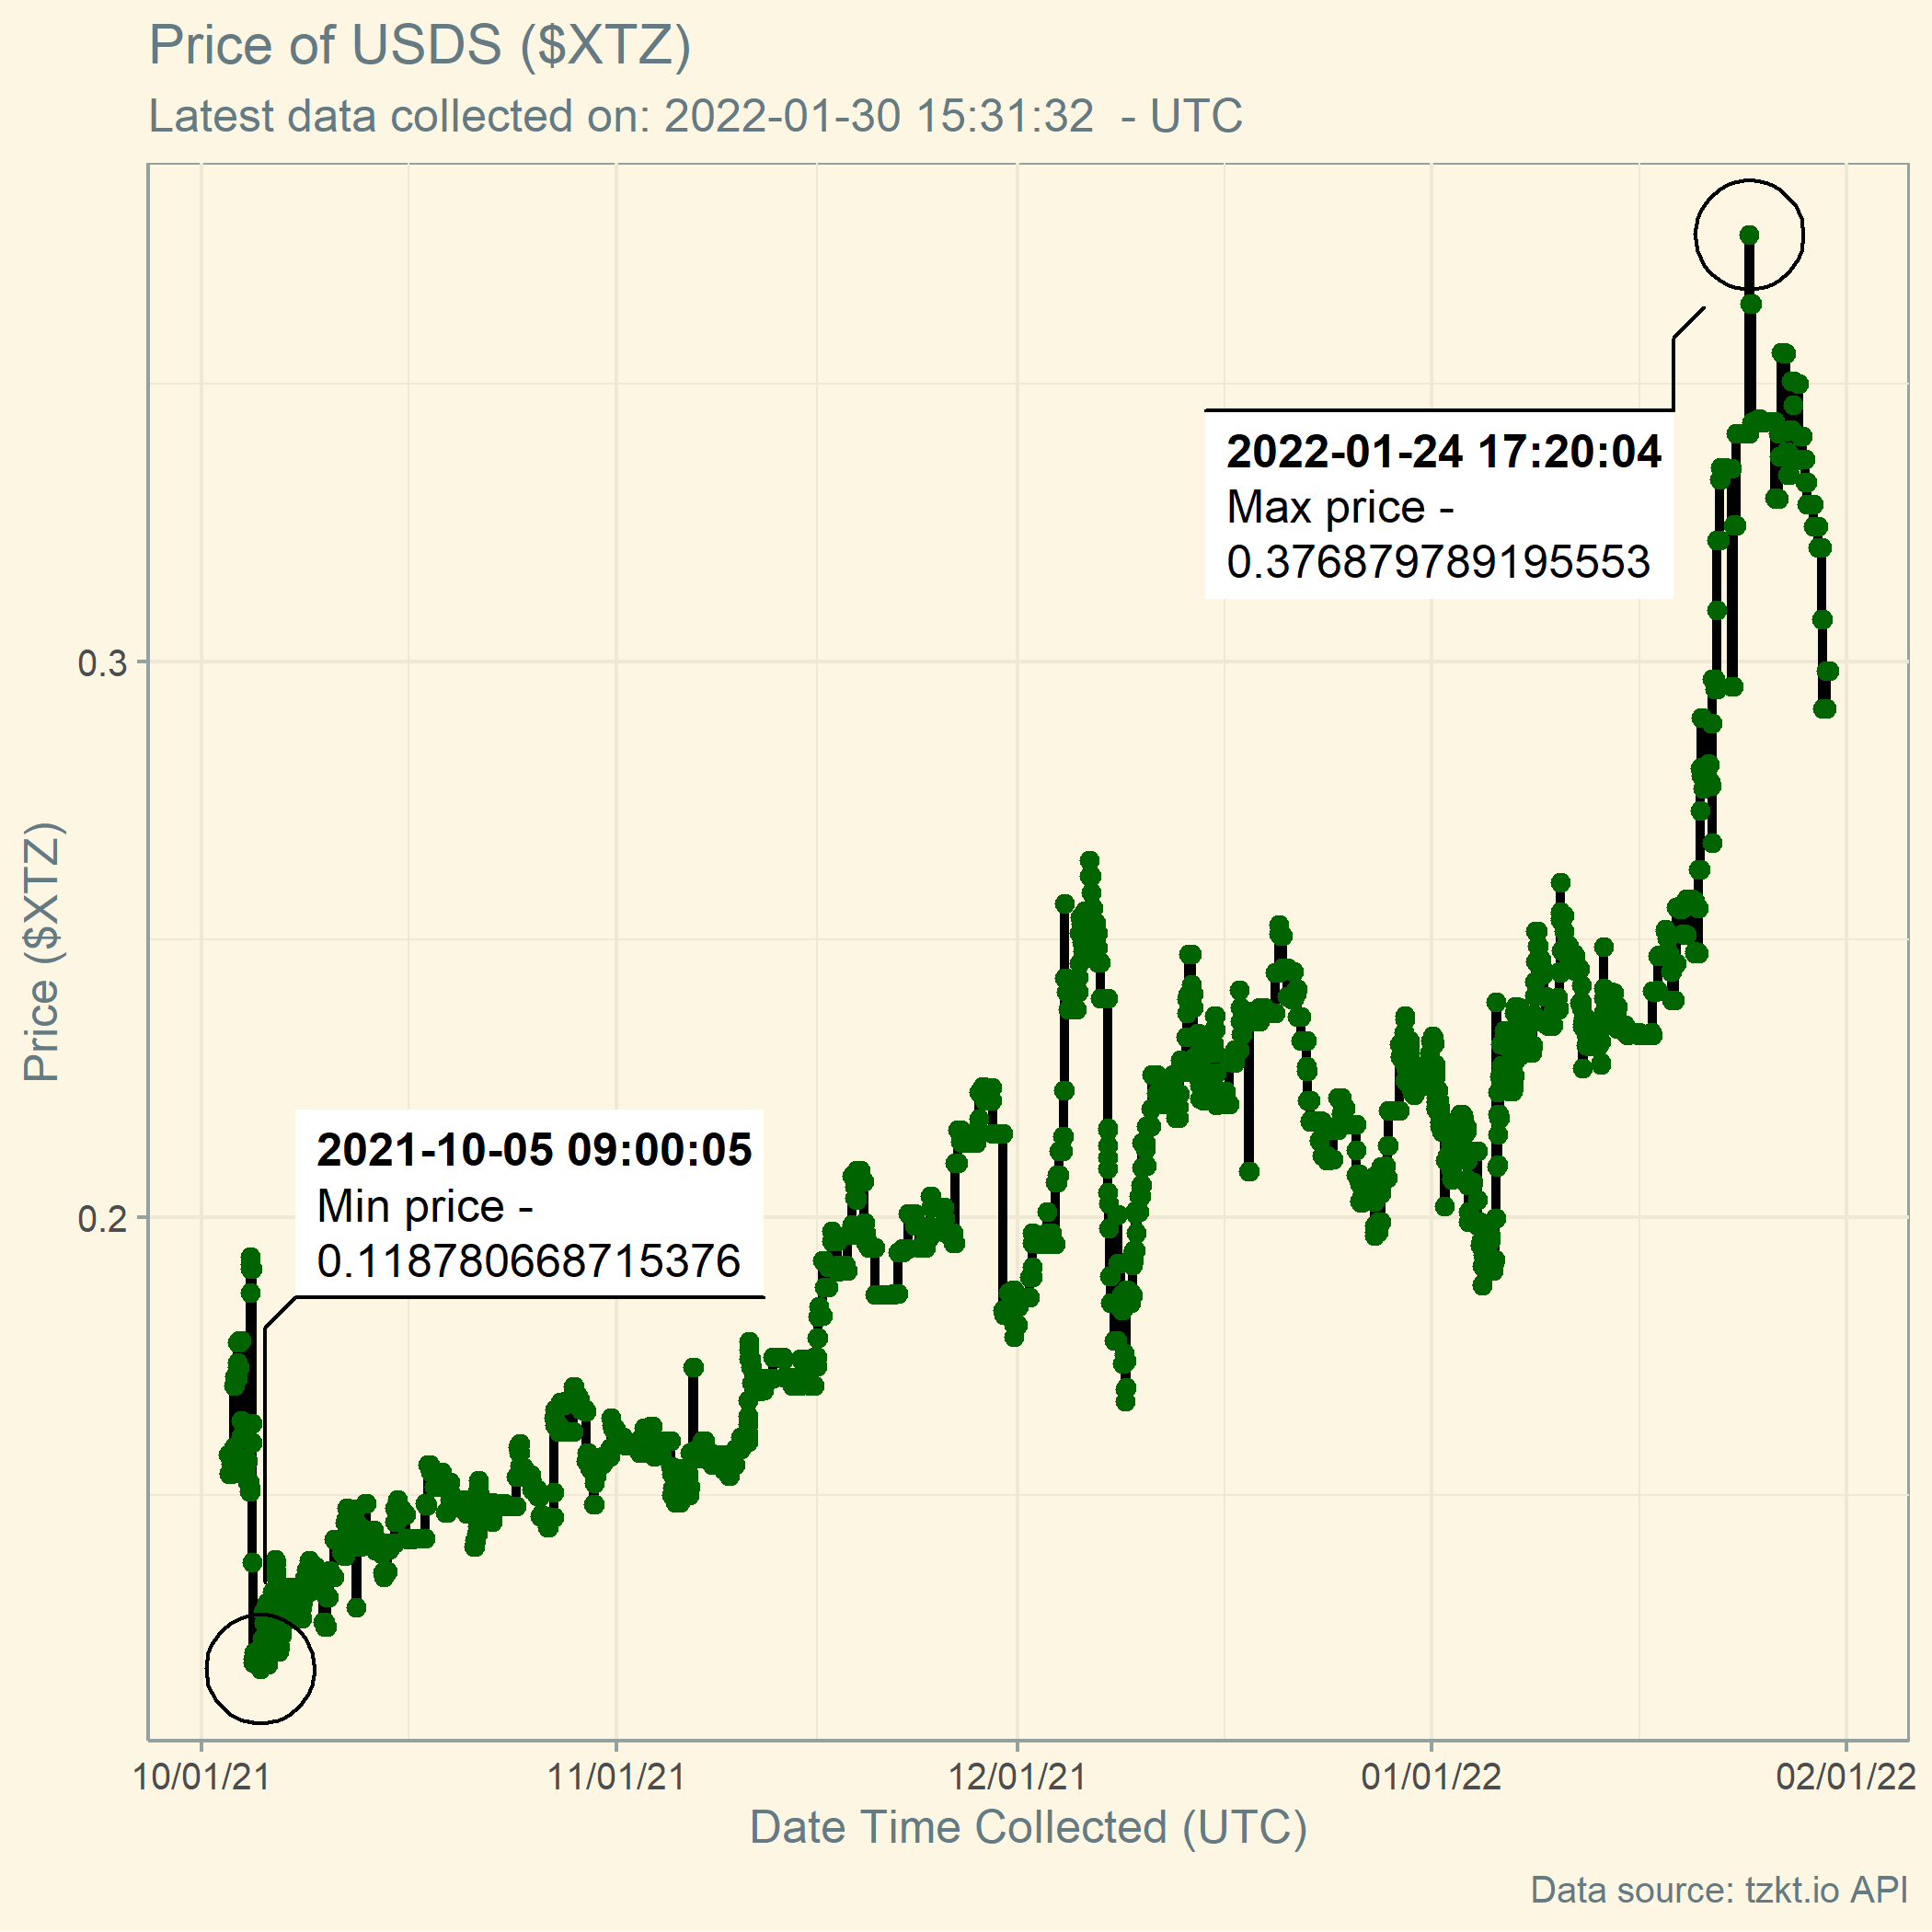 Price of USDS ($XTZ)
Latest data collected on: 2022-01-30 15:31:32  - UTC
2022-01-24 17:20:04
Max price -
0.376879789195553
0.3
Price ($XTZ)
2021-10-05 09:00:05
Min price -
0.118780668715376
0.2
10/01/21
11/01/21
12/01/21
01/01/22
02/01/22
Date Time Collected (UTC)
Data source: tzkt.io API